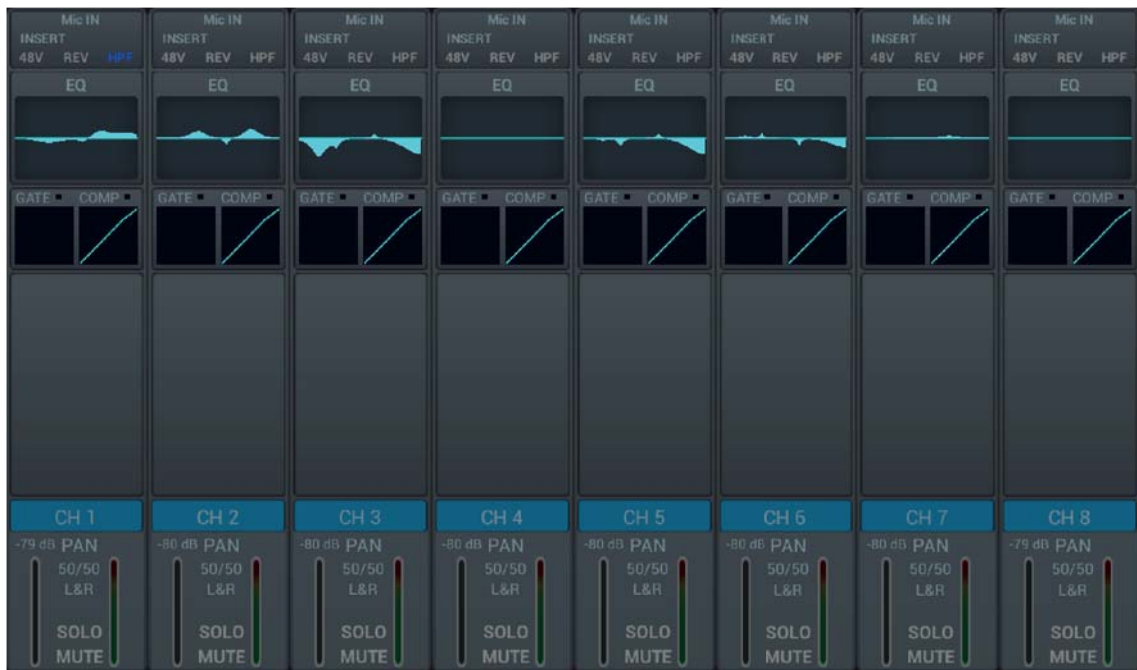 Mic IN Mic IN Mic IN Mic IN Mic IN Mic IN Mic IN Mic IN
INSERT INSERT INSERT INSERT INSERT INSERT INSERT INSERT
48V REV HPF 48V REV HPF 48V REV HPF 48V REV HPF 48V REV HPF 48V REV HPF 48V REV HPF 48V REV HPF
EQ EQ EQ EQ EQ EQ EQ EQ
GATE COMP GATE COMP GATE COMP GATE COMP GATE COMP GATE COMP GATE COMP GATE COMP
CH 1 CH 2 CH 3 CH 4 CH 5 CH 6 CH 7 CH 8
-79 dB PAN -80 dB PAN -80 dB PAN -80 dB PAN -80 dB PAN -80 dB PAN -80 dB PAN -79 dB PAN
50/50 50/50 50/50 50/50 50/50 50/50 50/50 50/50
L&R L&R L&R L&R L&R L&R L&R L&R
SOLO SOLO SOLO SOLO SOLO SOLO SOLO SOLO
MUTE MUTE MUTE MUTE MUTE MUTE MUTE MUTE